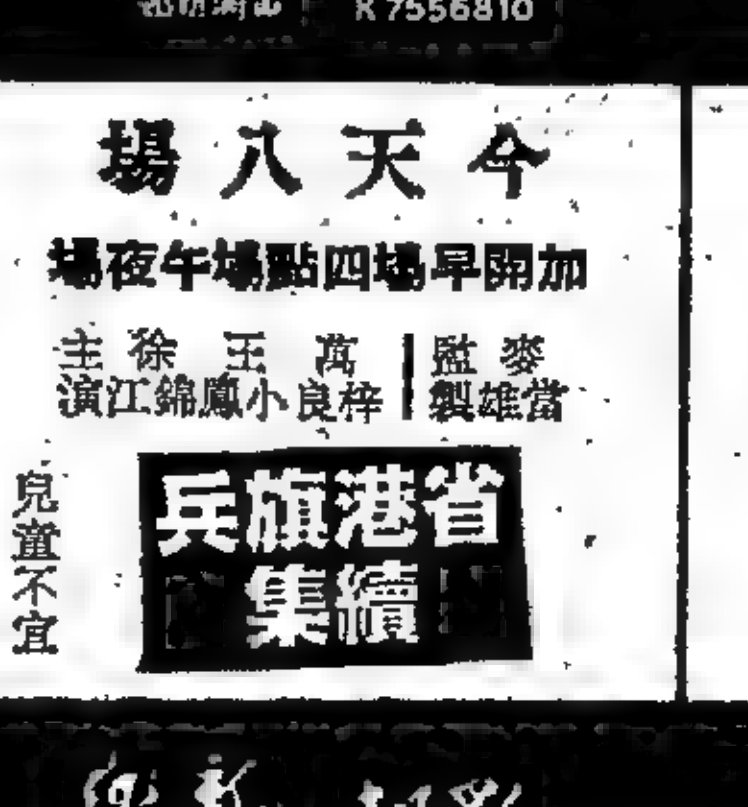 K 7556810
今天八場
加開早場四點場午夜場
麥當雄監製
萬梓良 王小鳳 徐錦江 主演
省港旗兵
續集
兒童不宜